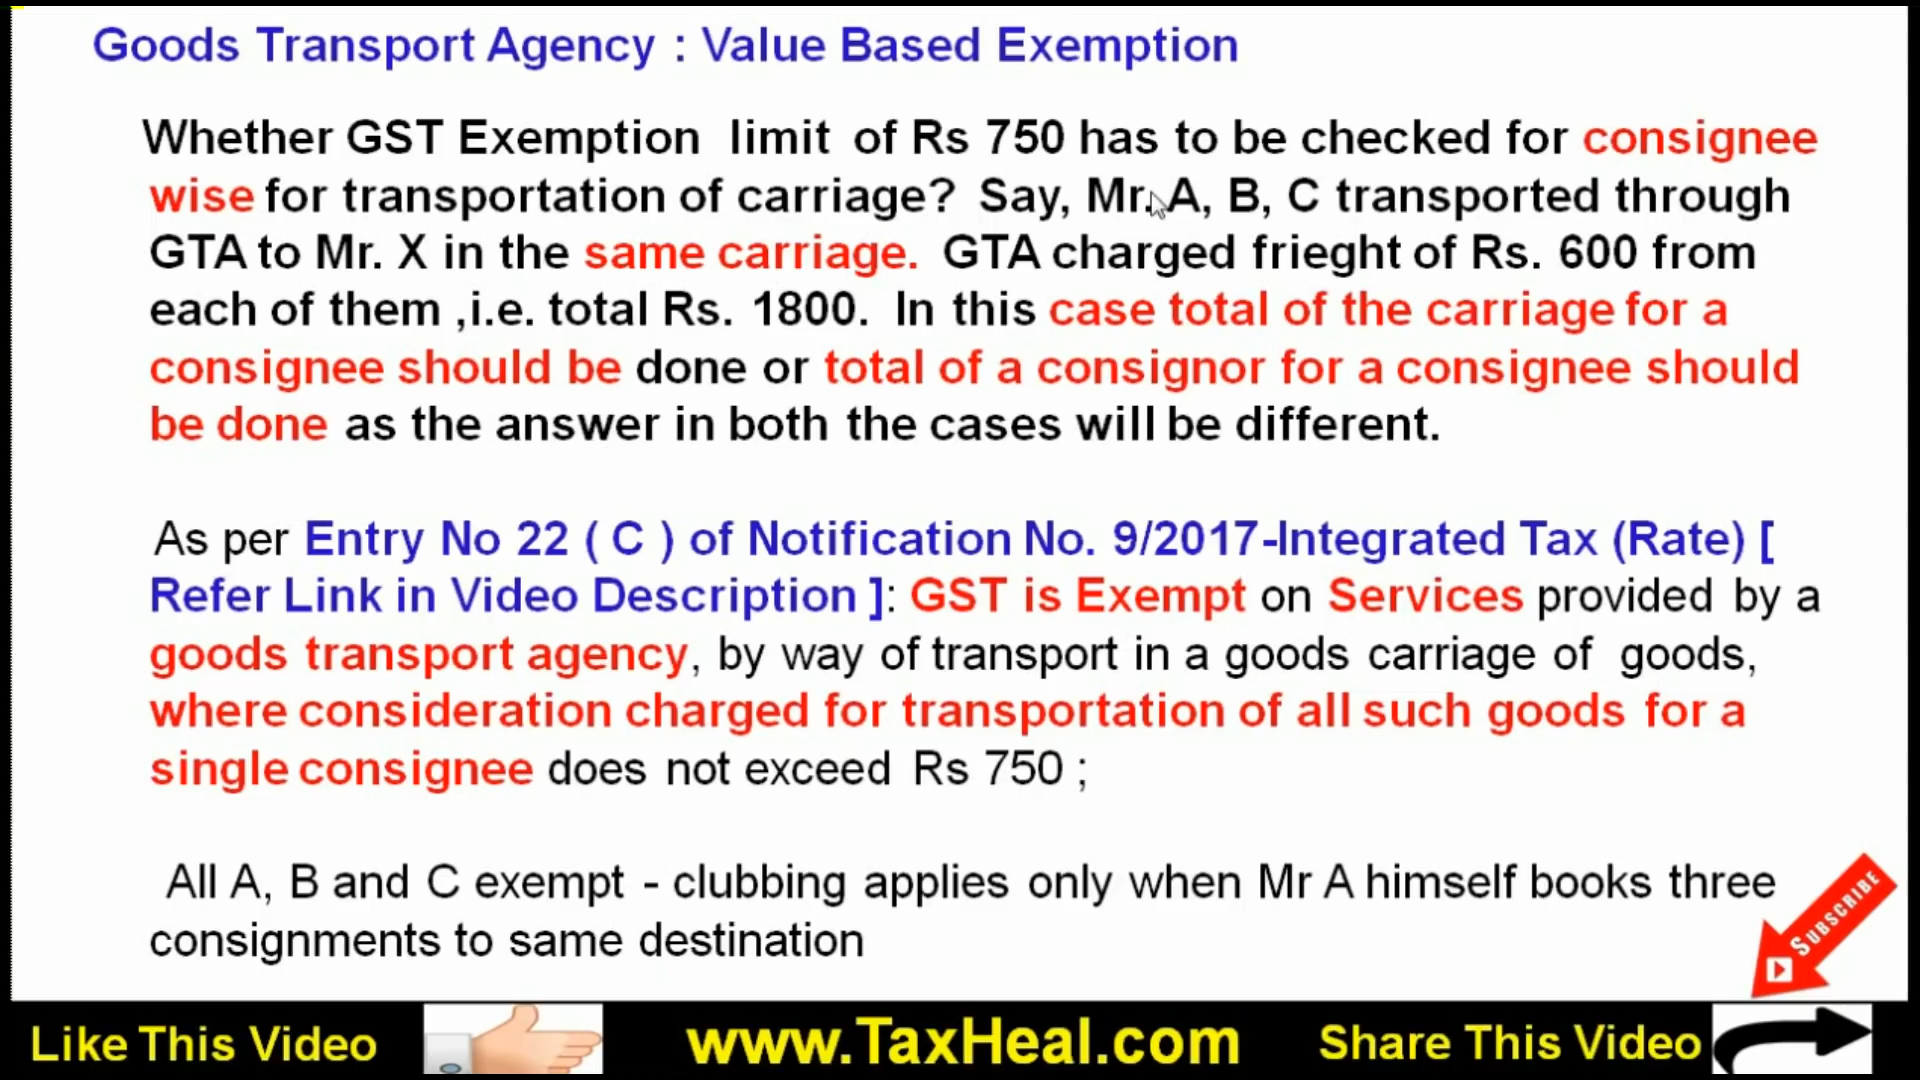 Goods Transport Agency : Value Based Exemption
Whether GST Exemption limit of Rs 750 has to be checked for consignee
wise for transportation of carriage? Say, Mr. A, B, C transported through
GTA to Mr. X in the same carriage. GTA charged frieght of Rs. 600 from
each of them ,i.e. total Rs. 1800. In this case total of the carriage for a
consignee should be done or total of a consignor for a consignee should
be done as the answer in both the cases will be different.
As per Entry No 22 ( C ) of Notification No. 9/2017-Integrated Tax (Rate) [
Refer Link in Video Description ]: GST is Exempt on Services provided by a
goods transport agency, by way of transport in a goods carriage of goods,
where consideration charged for transportation of all such goods for a
single consignee does not exceed Rs 750 ;
All A, B and C exempt - clubbing applies only when Mr A himself books three
consignments to same destination
SUBSCRIBE
Like This Video www.TaxHeal.com Share This Video